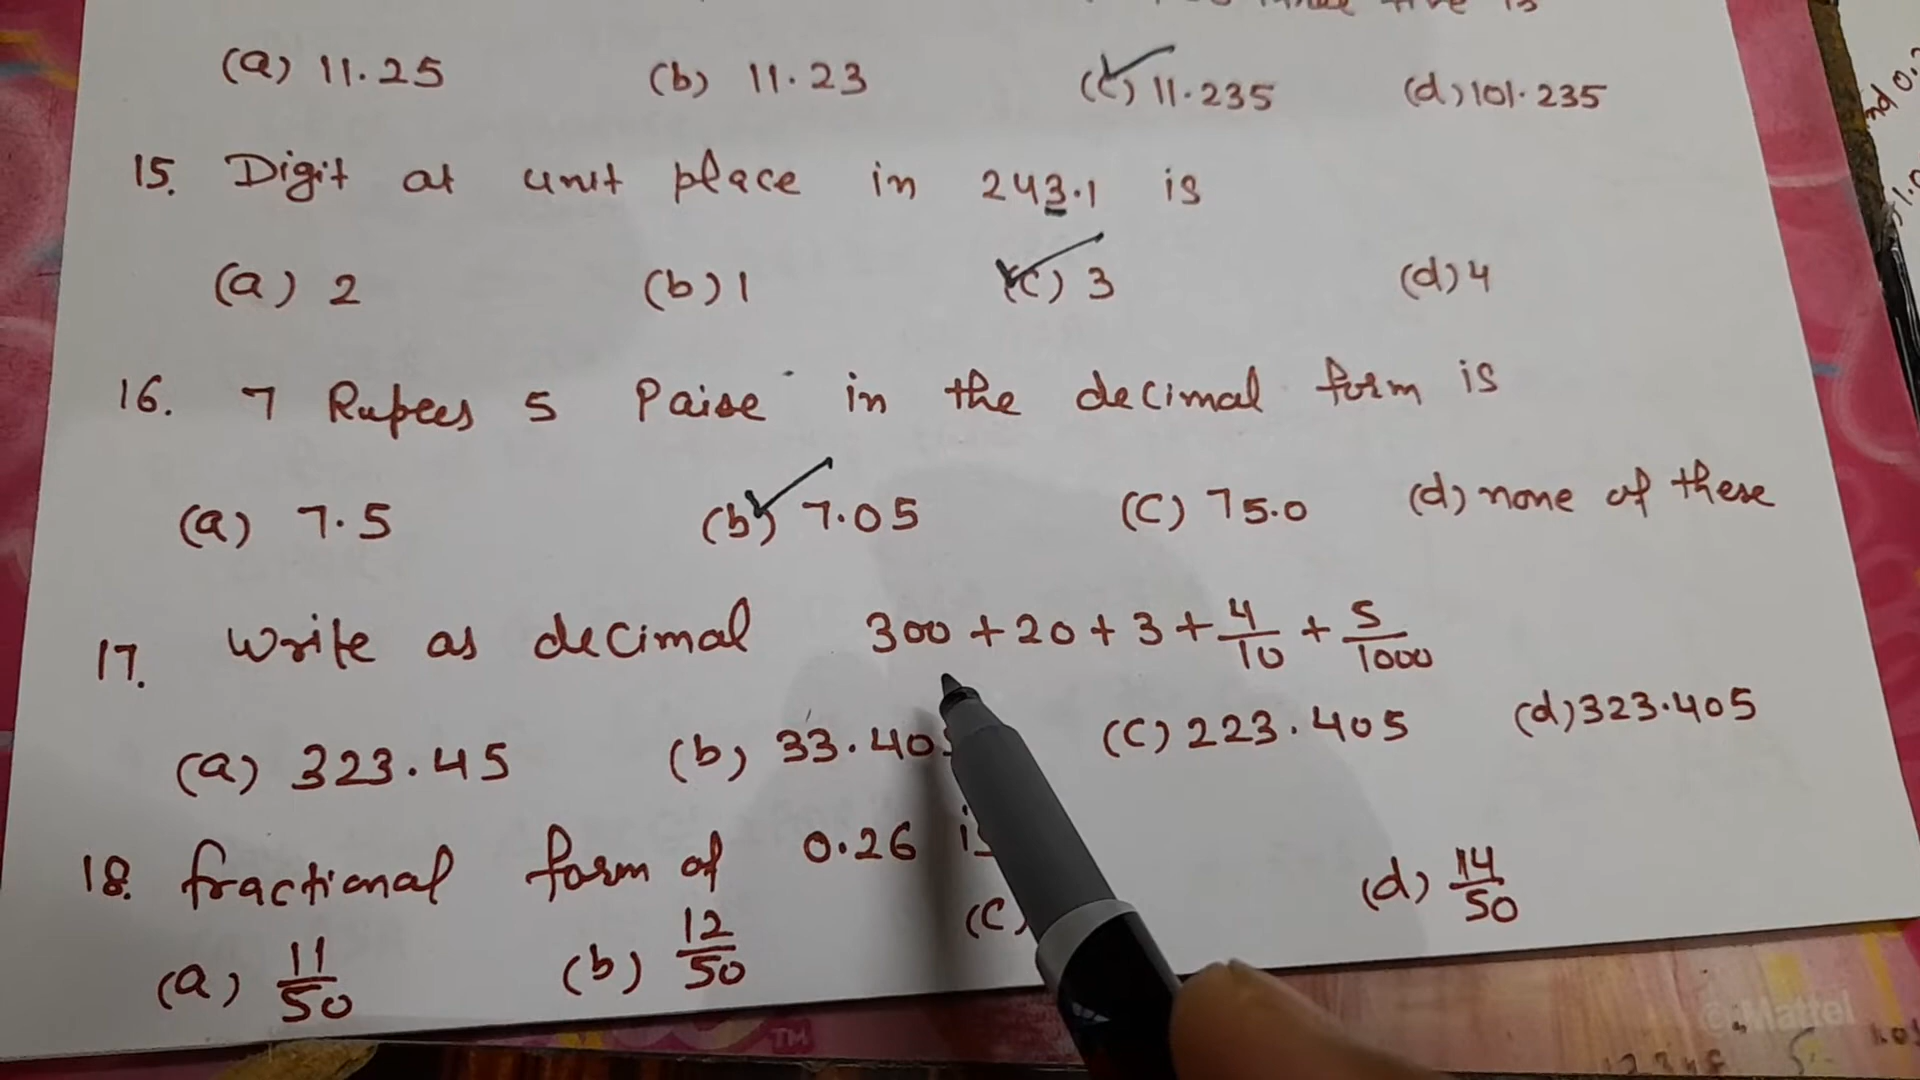 (a) 11.25 (b) 11.23 (c) 11.235 (d) 101.235
15. Digit at unit place in 243.1 is
(a) 2 (b) 1 (c) 3 (d) 4
16. 7 Rupees 5 Paise in the decimal form is
(a) 7.5 (b) 7.05 (c) 75.0 (d) none of these
17. Write as decimal 300 + 20 + 3 + 4/10 + 5/1000
(a) 323.45 (b) 33.40 (c) 223.405 (d) 323.405
18. fractional form of 0.26 is
(a) 11/50 (b) 12/50 (c) (d) 14/50
© Mattel
TM